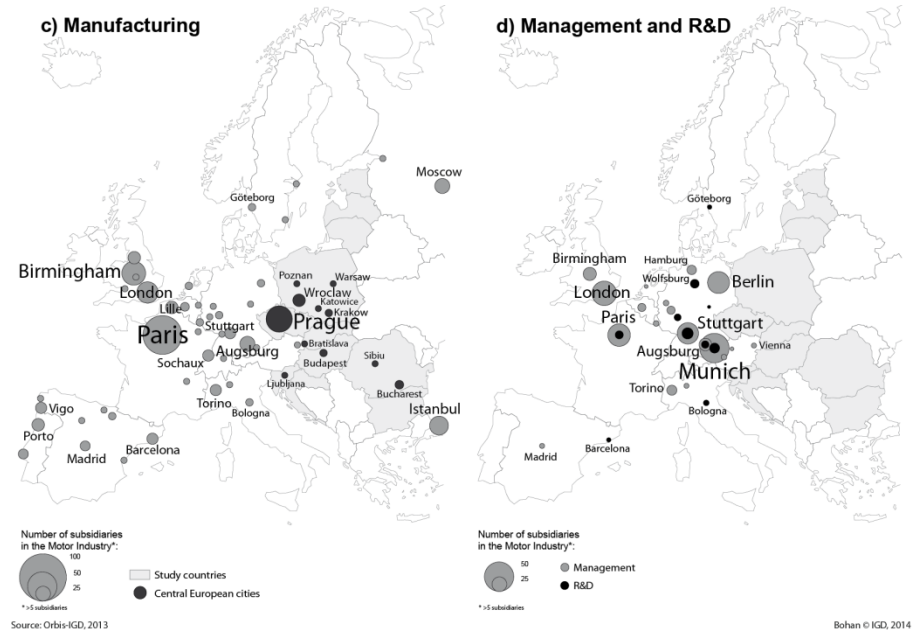 c) Manufacturing
Moscow
Göteborg
Birmingham
London
Lille
Paris
Stuttgart
Sochaux
Augsburg
Poznan
Warsaw
Wroclaw
Katowice
Krakow
Prague
Bratislava
Budapest
Sibiu
Ljubljana
Bucharest
Torino
Bologna
Istanbul
Vigo
Porto
Madrid
Barcelona
Number of subsidiaries
in the Motor Industry*:
100
50
25
* >5 subsidiaries
Study countries
Central European cities
Source: Orbis-IGD, 2013
d) Management and R&D
Göteborg
Birmingham
Hamburg
Wolfsburg
Berlin
London
Paris
Stuttgart
Augsburg
Vienna
Munich
Torino
Bologna
Barcelona
Madrid
Number of subsidiaries
in the Motor Industry*:
50
25
* >5 subsidiaries
Management
R&D
Bohan © IGD, 2014